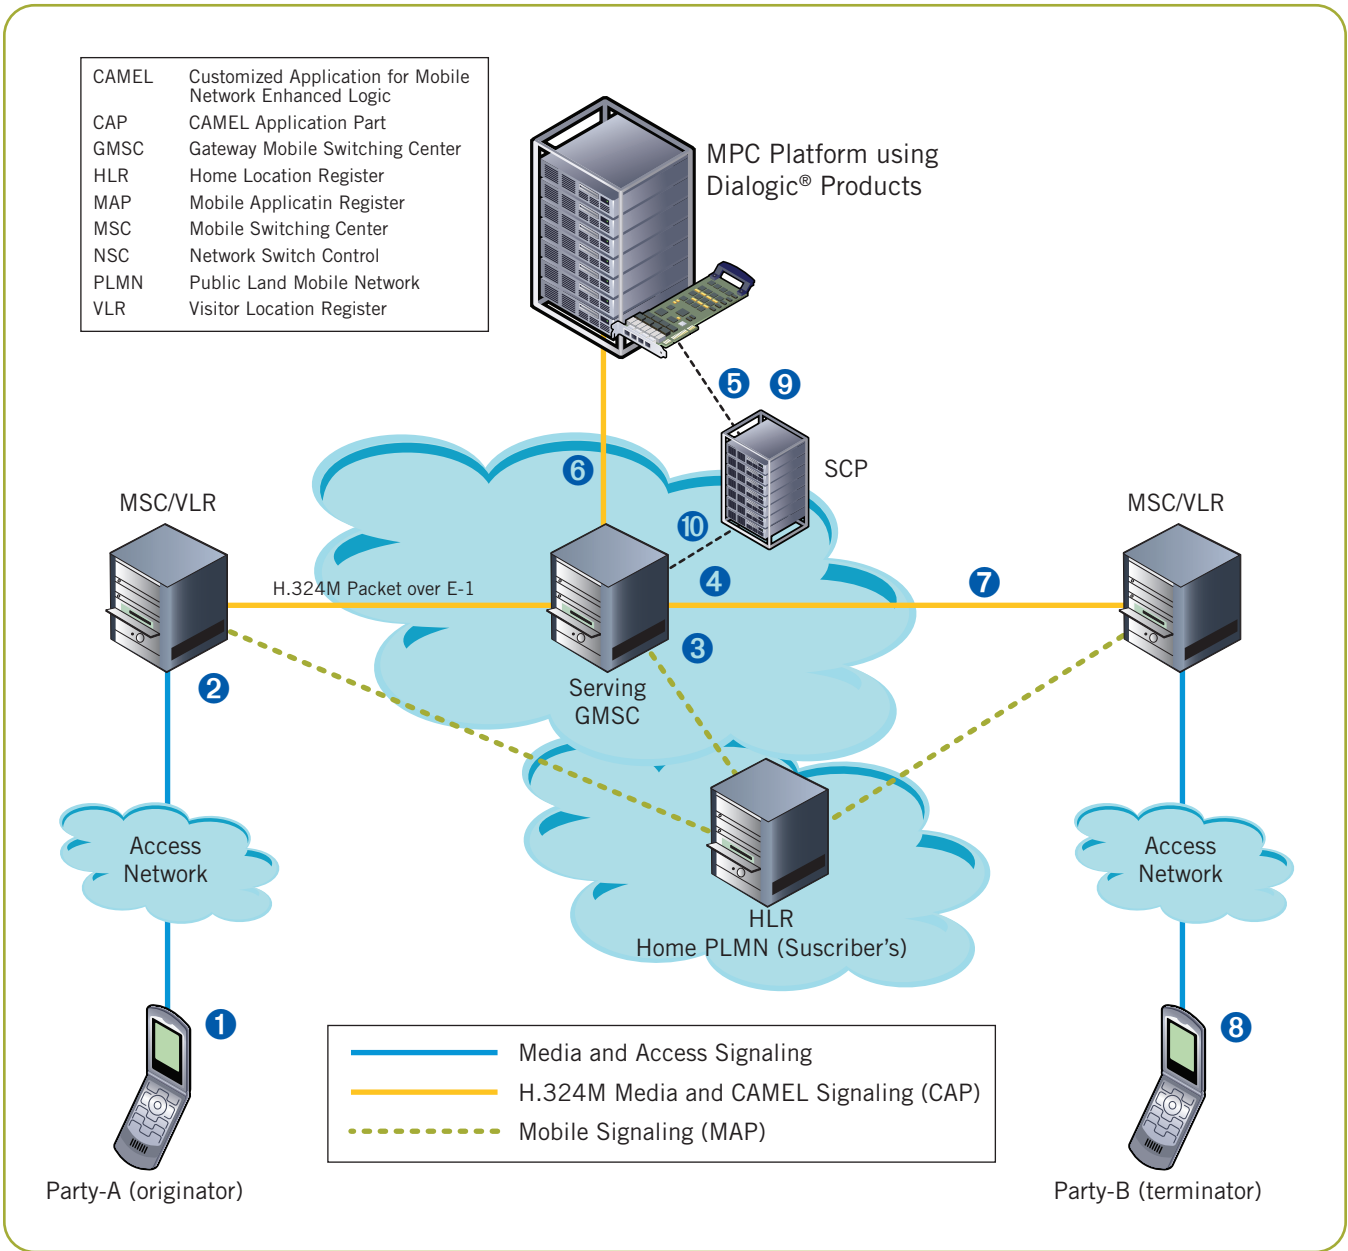 CAMEL Customized Application for Mobile
Network Enhanced Logic
CAP CAMEL Application Part
GMSC Gateway Mobile Switching Center
HLR Home Location Register
MAP Mobile Applicatin Register
MSC Mobile Switching Center
NSC Network Switch Control
PLMN Public Land Mobile Network
VLR Visitor Location Register
MPC Platform using
Dialogic® Products
5 9
SCP
6
MSC/VLR
MSC/VLR
10
H.324M Packet over E-1
4
7
3
2
Serving
GMSC
Access
Network
Access
Network
HLR
Home PLMN (Suscriber's)
1
8
Media and Access Signaling
H.324M Media and CAMEL Signaling (CAP)
Mobile Signaling (MAP)
Party-A (originator)
Party-B (terminator)